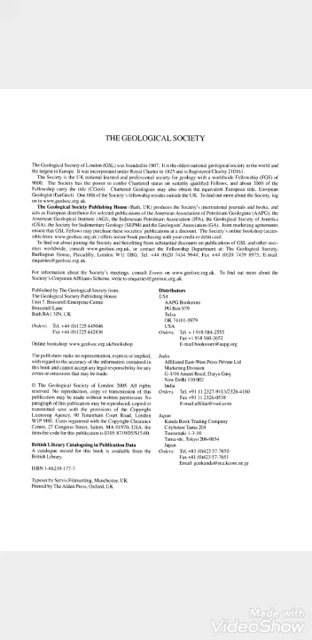 THE GEOLOGICAL SOCIETY
The Geological Society of London (GSL) was founded in 1807. It is the oldest national geological society in the world and
the largest in Europe. It was incorporated under Royal Charter in 1825 and is Registered Charity 210161.
The Society is the UK national learned and professional society for geology with a worldwide Fellowship (FGS) of
9000. The Society has the power to confer Chartered status on suitably qualified Fellows, and about 2000 of the
Fellowship carry the title (CGeol). Chartered Geologists may also obtain the equivalent European title, European
Geologist (EurGeol). One fifth of the Society's fellowship resides outside the UK. To find out more about the Society, log
on to www.geolsoc.org.uk.
The Geological Society Publishing House (Bath, UK) produces the Society's international journals and books, and
acts as European distributor for selected publications of the American Association of Petroleum Geologists (AAPG), the
American Geological Institute (AGI), the Indonesian Petroleum Association (IPA), the Geological Society of America
(GSA), the Society for Sedimentary Geology (SEPM) and the Geologists' Association (GA). Joint marketing agreements
ensure that GSL Fellows may purchase these societies' publications at a discount. The Society's online bookshop (acces-
sible from www.geolsoc.org.uk) offers secure book purchasing with your credit or debit card.
To find out about joining the Society and benefiting from substantial discounts on publications of GSL and other soci-
eties worldwide, consult www.geolsoc.org.uk, or contact the Fellowship Department at: The Geological Society,
Burlington House, Piccadilly, London W1J 0BG: Tel. +44 (0)20 7434 9944; Fax +44 (0)20 7439 8975; E-mail:
enquiries@geolsoc.org.uk.
For information about the Society's meetings, consult Events on www.geolsoc.org.uk. To find out more about the
Society's Corporate Affiliates Scheme, write to enquiries@geolsoc.org.uk.
Published by The Geological Society from:
The Geological Society Publishing House
Unit 7, Brassmill Enterprise Centre
Brassmill Lane
Bath BA1 3JN, UK
Orders: Tel. +44 (0)1225 445046
Fax +44 (0)1225 442836
Online bookshop: www.geolsoc.org.uk/bookshop
The publishers make no representation, express or implied,
with regard to the accuracy of the information contained in
this book and cannot accept any legal responsibility for any
errors or omissions that may be made.
© The Geological Society 2005. All rights
reserved. No reproduction, copy or transmission of this
publication may be made without written permission. No
paragraph of this publication may be reproduced, copied or
transmitted save with the provisions of the Copyright
Licensing Agency, 90 Tottenham Court Road, London
W1P 9HE. Users registered with the Copyright Clearance
Center, 27 Congress Street, Salem, MA 01970, USA: the
item-fee code for this publication is
British Library Cataloguing in Publication Data
A catalogue record for this book is available from the
British Library.
ISBN 1-86239-177-7
Typeset by Servis Filmsetting, Manchester, UK
Printed by The Alden Press, Oxford, UK
Distributors
USA
AAPG Bookstore
PO Box 979
Tulsa
OK 74101-0979
USA
Orders: Tel. + 1 918 584-2555
Fax +1 918 560-2652
E-mail bookstore@aapg.org
India
Affiliated East-West Press Private Ltd
Marketing Division
G-1/16 Ansari Road, Darya Ganj
New Delhi 110 002
India
Orders: Tel. +91 11 2327-9113/2326-4180
Fax +91 11 2326-0538
E-mail
Japan
Kanda Book Trading Company
Cityhouse Tama 204
Tsurumaki 1-3-10
Tama-shi, Tokyo 206-0034
Japan
Orders: Tel. +81 (0)423 57-7650
Fax +81 (0)423 57-7651
Email geokanda@ma.kcom.ne.jp
Made with
VideoShow